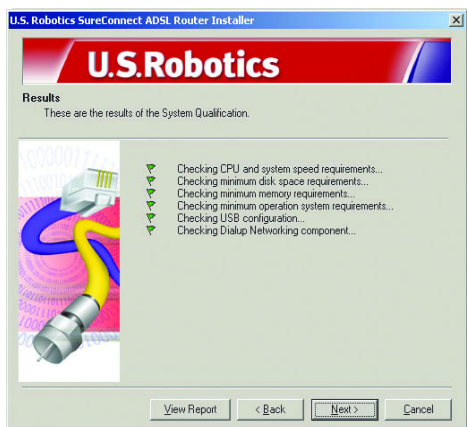 U.S. Robotics SureConnect ADSL Router Installer
U.S.Robotics
Results
These are the results of the System Qualification.
Checking CPU and system speed requirements...
Checking minimum disk space requirements...
Checking minimum memory requirements...
Checking minimum operation system requirements...
Checking USB configuration...
Checking Dialup Networking component...
View Report
< Back
Next >
Cancel